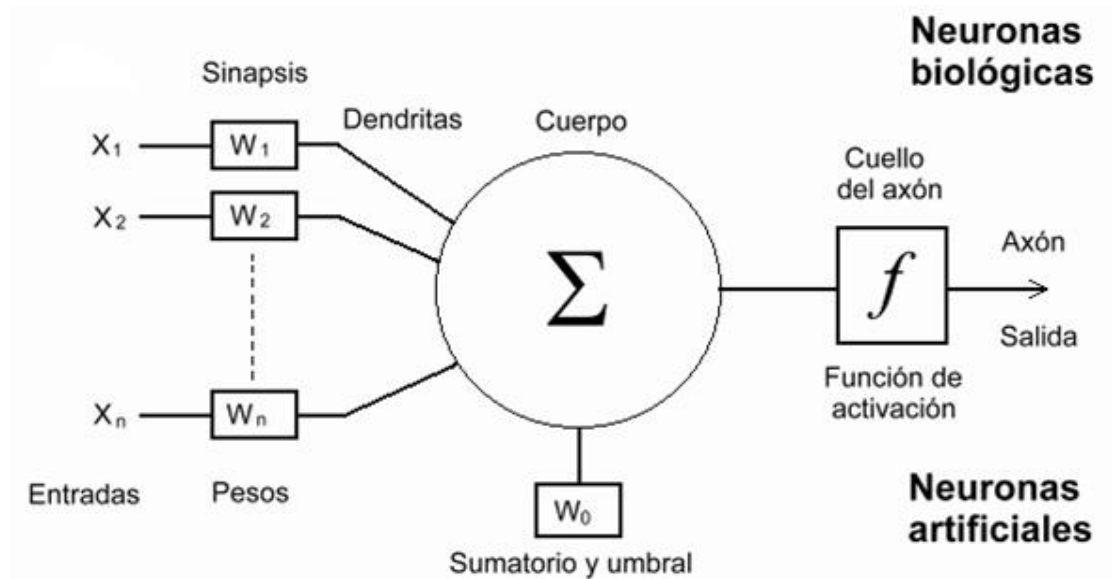 Neuronas
biológicas
Sinapsis
Dendritas
Cuerpo
Cuello
del axón
X₁
W₁
X₂
W₂
Σ
f
Axón
Salida
Función de
activación
Xₙ
Wₙ
Entradas
Pesos
W₀
Sumatorio y umbral
Neuronas
artificiales